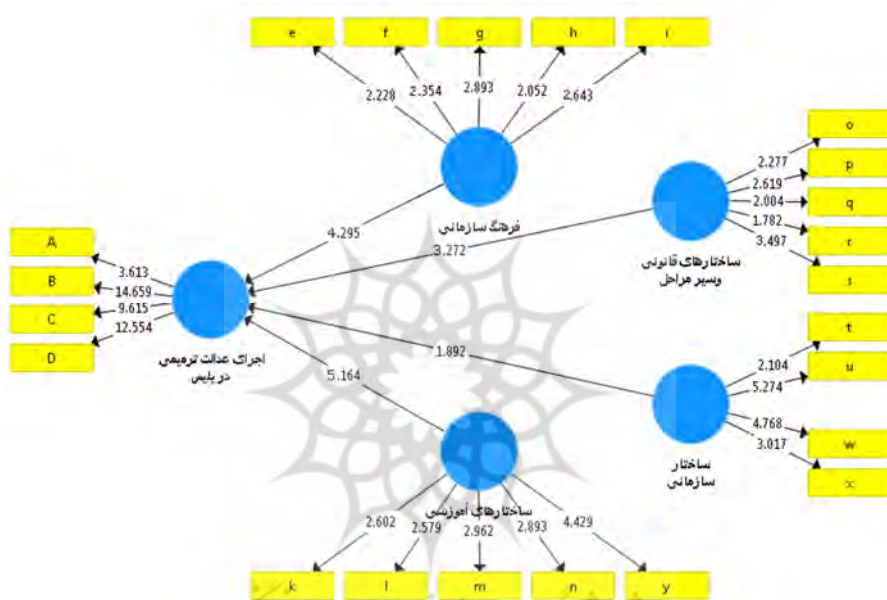 e f g h i
2.228 2.354 2.893 2.052 2.643
فرهنگ سازمانی
o
p
q
r
s
2.277
2.619
2.004
1.782
3.497
ساختارهای قانونی
وسیر مراحل
A
B
C
D
3.613
14.659
9.615
12.554
اجرای عدالت ترمیمی
در پلیس
4.295
3.272
1.892
5.164
t
u
w
x
2.104
5.274
4.768
3.017
ساختار
سازمانی
ساختارهای آموزشی
2.602 2.579 2.962 2.893 4.429
k l m n y